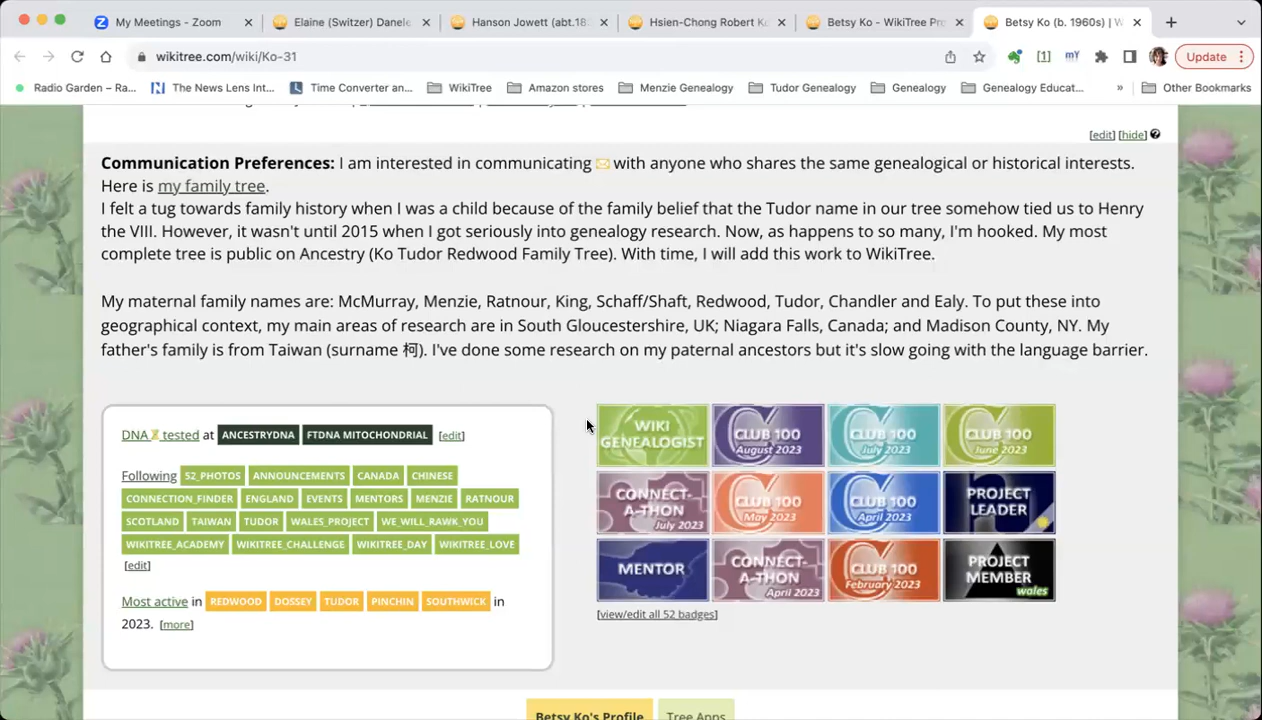 My Meetings - Zoom
Elaine (Switzer) Danele
Hanson Jowett (abt.18
Hsien-Chong Robert K
Betsy Ko - WikiTree Pr
Betsy Ko (b. 1960s) | W
wikitree.com/wiki/Ko-31
[1]
mY
Update
Radio Garden – Ra...
The News Lens Int...
Time Converter an...
WikiTree
Amazon stores
Menzie Genealogy
Tudor Genealogy
Genealogy
Genealogy Educat...
»
Other Bookmarks
[edit] [hide]
Communication Preferences: I am interested in communicating with anyone who shares the same genealogical or historical interests.
Here is my family tree.
I felt a tug towards family history when I was a child because of the family belief that the Tudor name in our tree somehow tied us to Henry
the VIII. However, it wasn't until 2015 when I got seriously into genealogy research. Now, as happens to so many, I'm hooked. My most
complete tree is public on Ancestry (Ko Tudor Redwood Family Tree). With time, I will add this work to WikiTree.
My maternal family names are: McMurray, Menzie, Ratnour, King, Schaff/Shaft, Redwood, Tudor, Chandler and Ealy. To put these into
geographical context, my main areas of research are in South Gloucestershire, UK; Niagara Falls, Canada; and Madison County, NY. My
father's family is from Taiwan (surname 柯). I've done some research on my paternal ancestors but it's slow going with the language barrier.
DNA tested at ANCESTRYDNA FTDNA MITOCHONDRIAL [edit]
Following 52_PHOTOS ANNOUNCEMENTS CANADA CHINESE
CONNECTION_FINDER ENGLAND EVENTS MENTORS MENZIE RATNOUR
SCOTLAND TAIWAN TUDOR WALES_PROJECT WE_WILL_RAWK_YOU
WIKITREE_ACADEMY WIKITREE_CHALLENGE WIKITREE_DAY WIKITREE_LOVE
[edit]
Most active in REDWOOD DOSSEY TUDOR PINCHIN SOUTHWICK in
2023. [more]
WIKI
GENEALOGIST
CLUB 100
August 2023
CLUB 100
July 2023
CLUB 100
June 2023
CONNECT-
A-THON
July 2023
CLUB 100
May 2023
CLUB 100
April 2023
PROJECT
LEADER
MENTOR
CONNECT-
A-THON
April 2023
CLUB 100
February 2023
PROJECT
MEMBER
wales
[view/edit all 52 badges]
Betsy Ko's Profile
Tree Apps